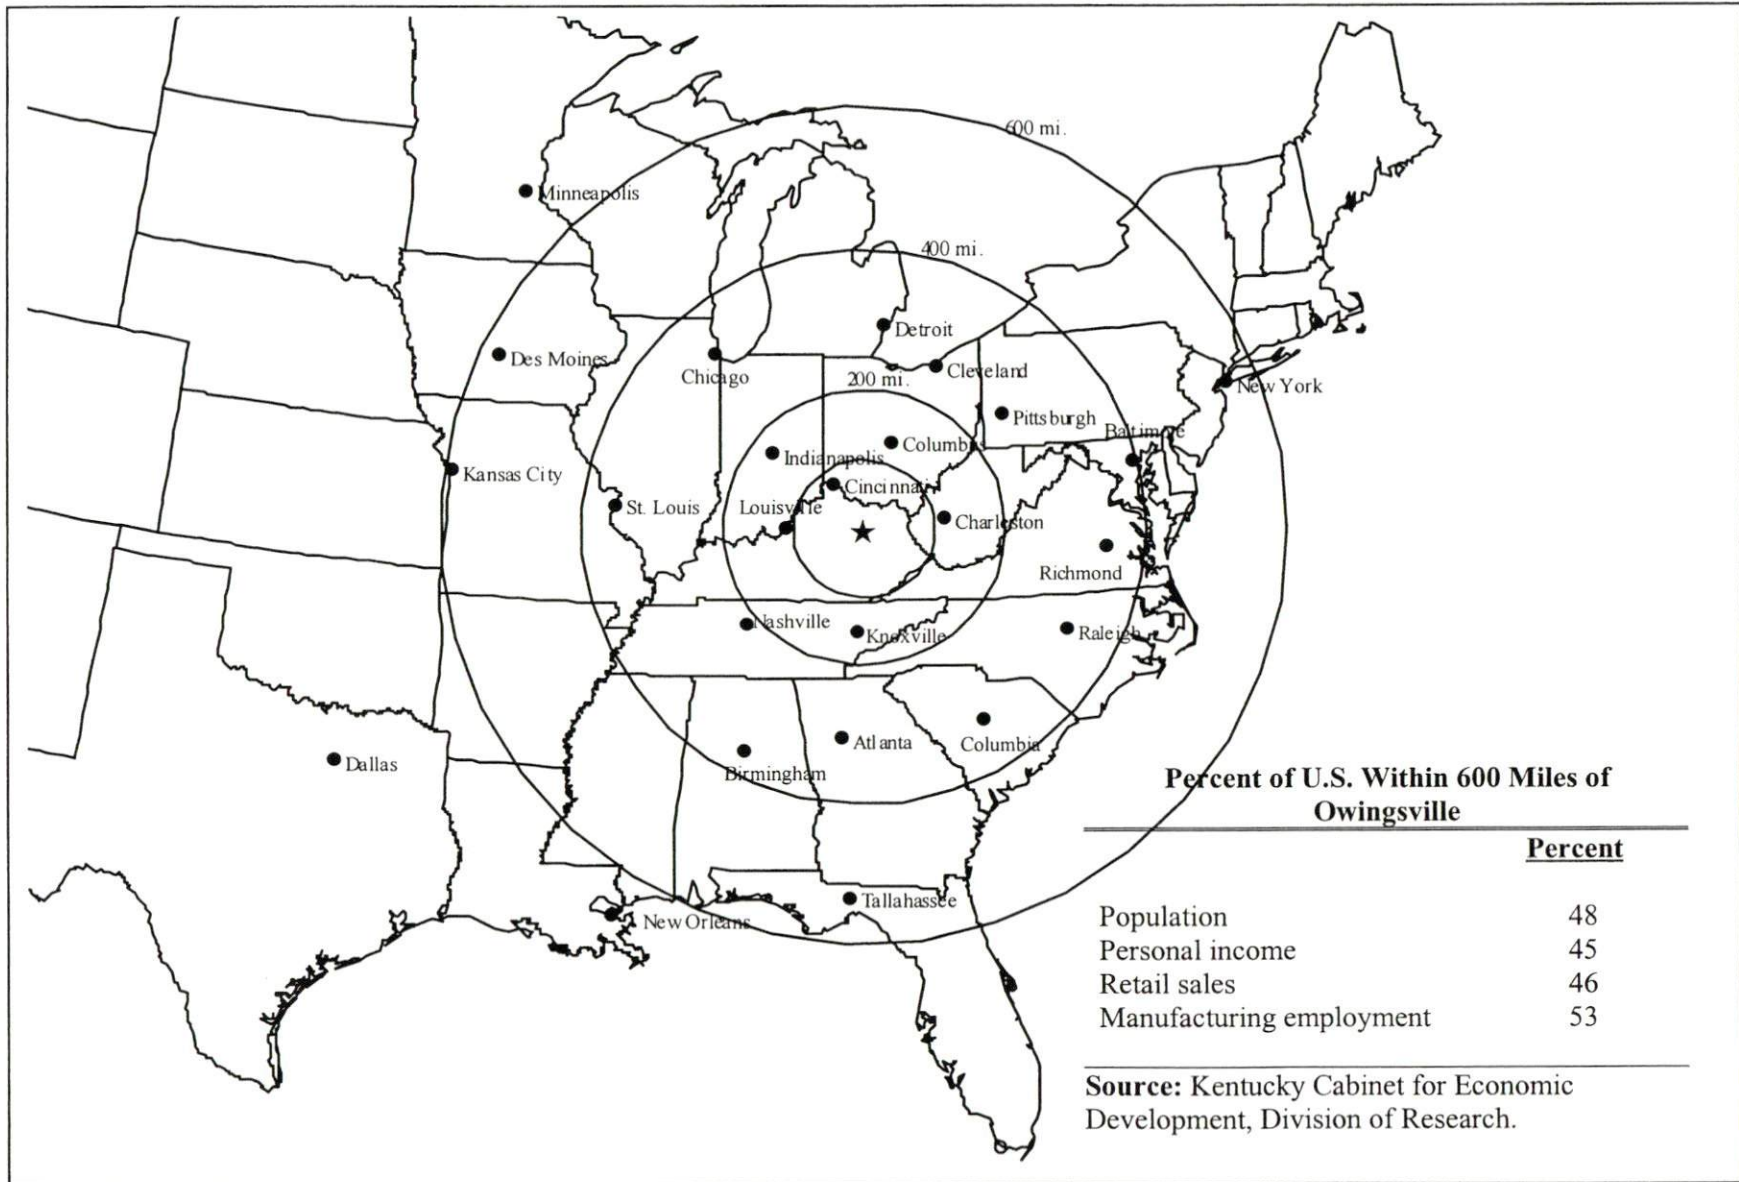 600 mi.
Minneapolis
400 mi.
Detroit
Des Moines
Chicago
Cleveland
200 mi.
New York
Pittsburgh
Baltimore
Columbus
Indianapolis
Kansas City
Cincinnati
St. Louis
Louisville
Charleston
Richmond
Nashville
Knoxville
Raleigh
Atlanta
Columbia
Dallas
Birmingham
Tallahassee
New Orleans
Percent of U.S. Within 600 Miles of
Owingsville
Percent
Population 48
Personal income 45
Retail sales 46
Manufacturing employment 53
Source: Kentucky Cabinet for Economic
Development, Division of Research.